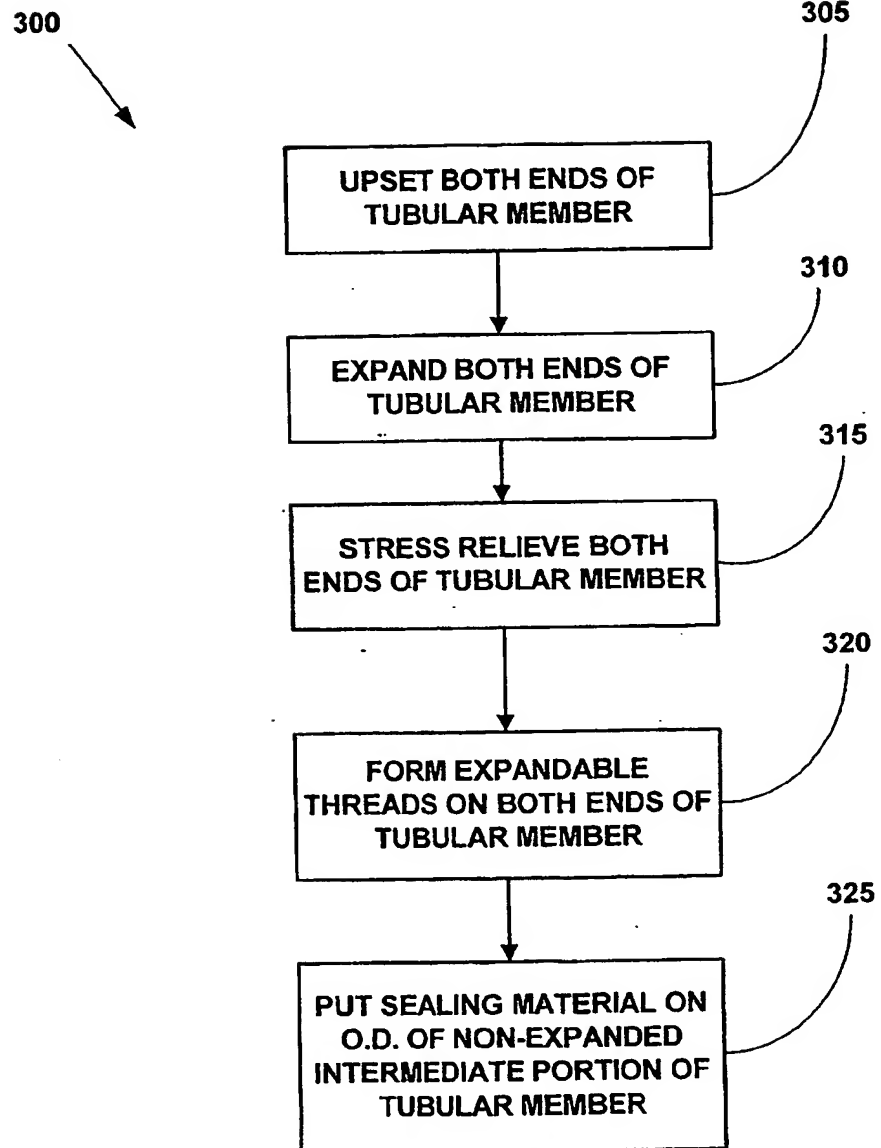 300
305
UPSET BOTH ENDS OF
TUBULAR MEMBER
310
EXPAND BOTH ENDS OF
TUBULAR MEMBER
315
STRESS RELIEVE BOTH
ENDS OF TUBULAR MEMBER
320
FORM EXPANDABLE
THREADS ON BOTH ENDS OF
TUBULAR MEMBER
325
PUT SEALING MATERIAL ON
O.D. OF NON-EXPANDED
INTERMEDIATE PORTION OF
TUBULAR MEMBER